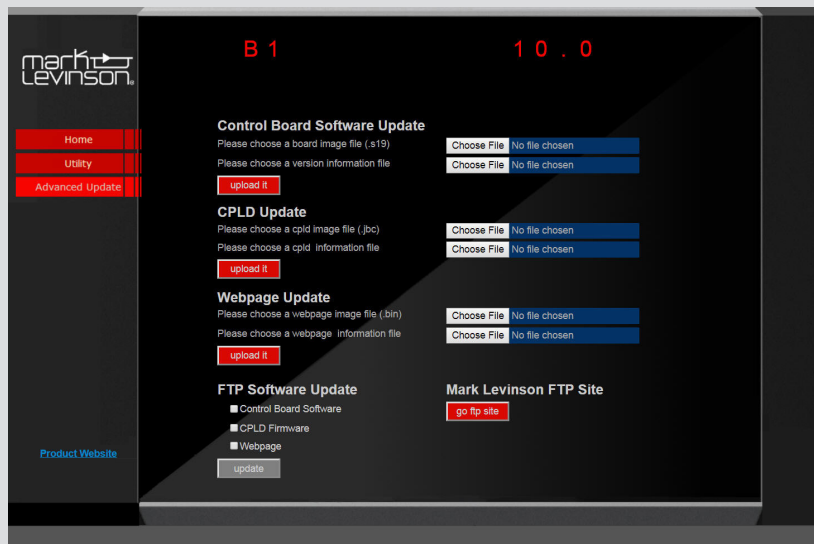 mark
Levinson®
B1
10.0
Home
Utility
Advanced Update
Product Website
Control Board Software Update
Please choose a board image file (.s19)
Choose File No file chosen
Please choose a version information file
Choose File No file chosen
upload it
CPLD Update
Please choose a cpld image file (.jbc)
Choose File No file chosen
Please choose a cpld information file
Choose File No file chosen
upload it
Webpage Update
Please choose a webpage image file (.bin)
Choose File No file chosen
Please choose a webpage information file
Choose File No file chosen
upload it
FTP Software Update
Control Board Software
CPLD Firmware
Webpage
update
Mark Levinson FTP Site
go ftp site